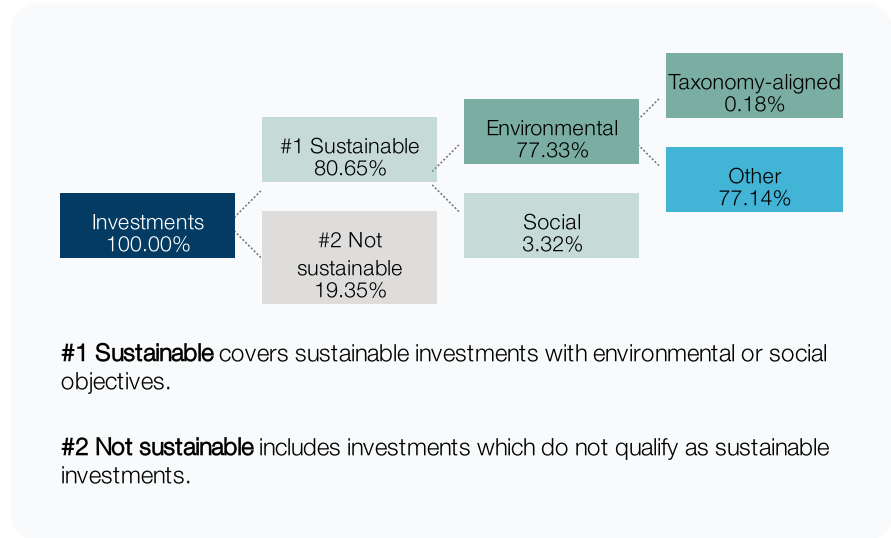 Investments
100.00%
#1 Sustainable
80.65%
#2 Not
sustainable
19.35%
Environmental
77.33%
Social
3.32%
Taxonomy-aligned
0.18%
Other
77.14%
#1 Sustainable covers sustainable investments with environmental or social
objectives.
#2 Not sustainable includes investments which do not qualify as sustainable
investments.